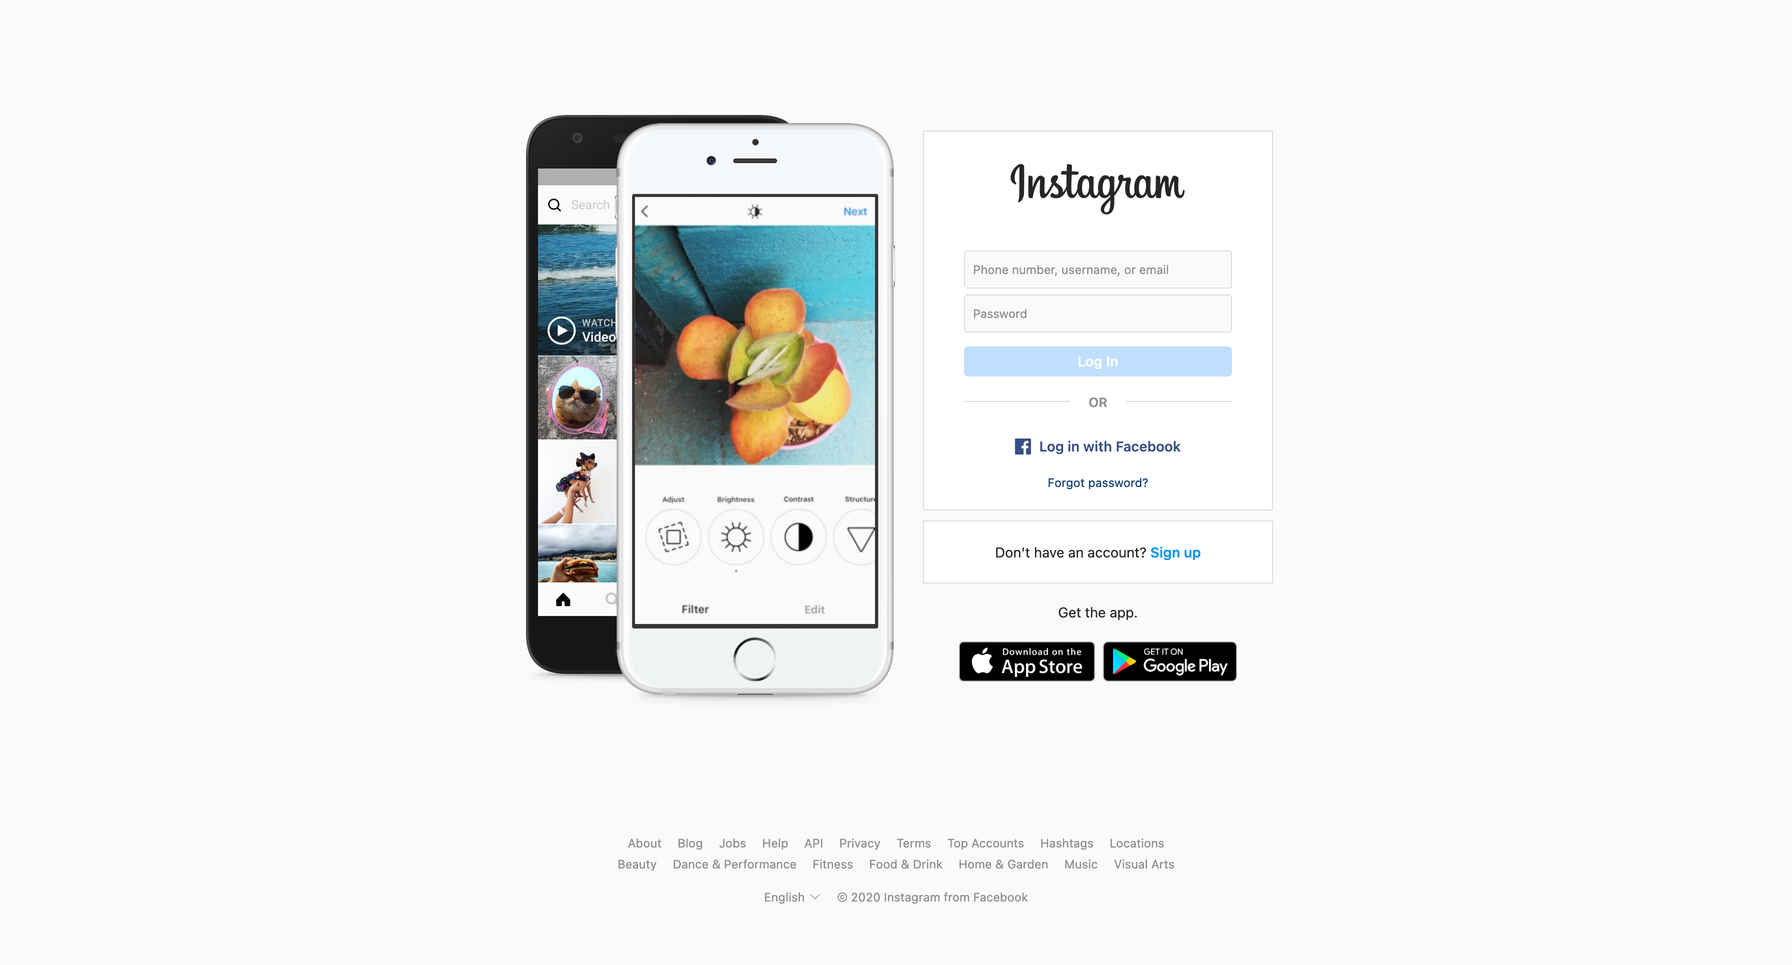 Search
WATCH
Video
Next
Adjust
Brightness
Contrast
Structure
Filter
Edit
Instagram
Phone number, username, or email
Password
Log In
OR
Log in with Facebook
Forgot password?
Don't have an account? Sign up
Get the app.
Download on the
App Store
GET IT ON
Google Play
About Blog Jobs Help API Privacy Terms Top Accounts Hashtags Locations
Beauty Dance & Performance Fitness Food & Drink Home & Garden Music Visual Arts
English © 2020 Instagram from Facebook